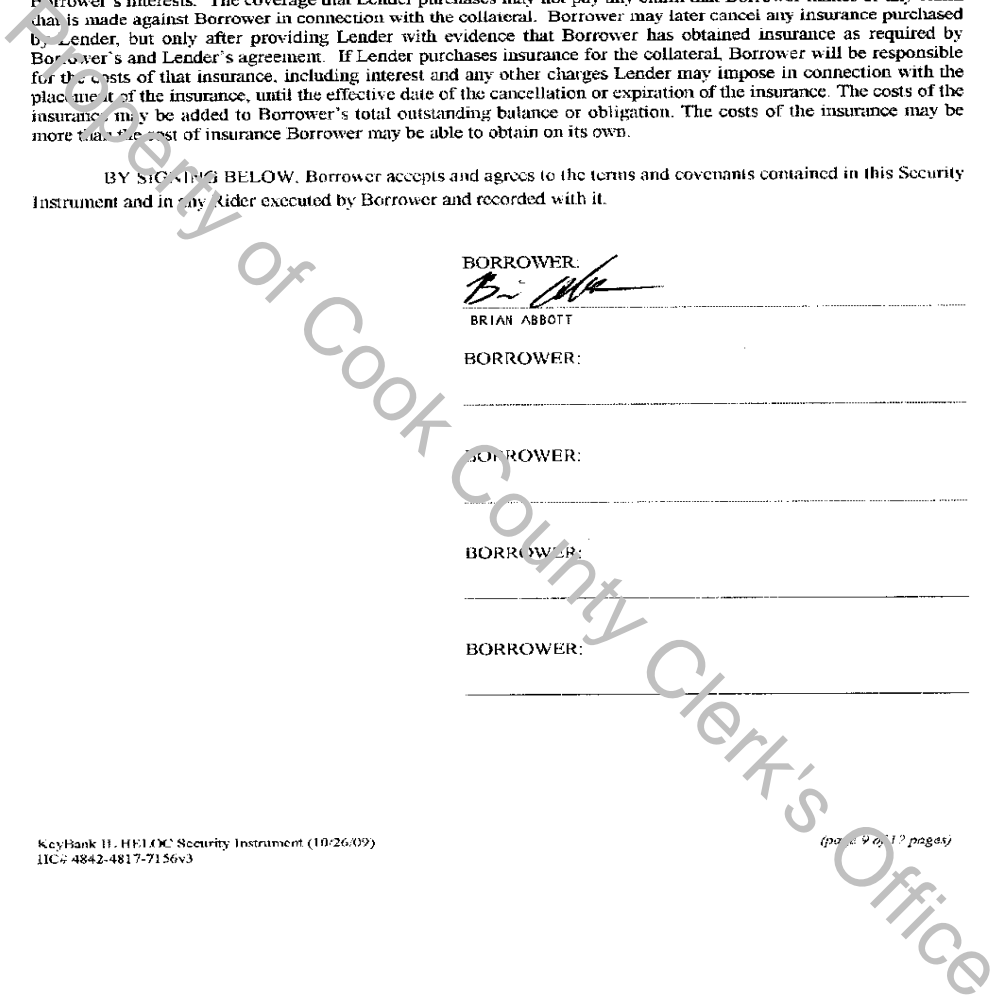 Borrower's interests. The coverage that Lender purchases may not pay any claim that Borrower makes or any claim
that is made against Borrower in connection with the collateral. Borrower may later cancel any insurance purchased
by Lender, but only after providing Lender with evidence that Borrower has obtained insurance as required by
Borrower's and Lender's agreement. If Lender purchases insurance for the collateral, Borrower will be responsible
for the costs of that insurance, including interest and any other charges Lender may impose in connection with the
placement of the insurance, until the effective date of the cancellation or expiration of the insurance. The costs of the
insurance may be added to Borrower's total outstanding balance or obligation. The costs of the insurance may be
more than the cost of insurance Borrower may be able to obtain on its own.
BY SIGNING BELOW, Borrower accepts and agrees to the terms and covenants contained in this Security
Instrument and in any Rider executed by Borrower and recorded with it.
BORROWER:
BRIAN ABBOTT
BORROWER:
BORROWER:
BORROWER:
BORROWER:
KeyBank IL HELOC Security Instrument (10/26/09)
HC# 4842-4817-7156v3
(page 9 of 12 pages)
Property of Cook County Clerk's Office